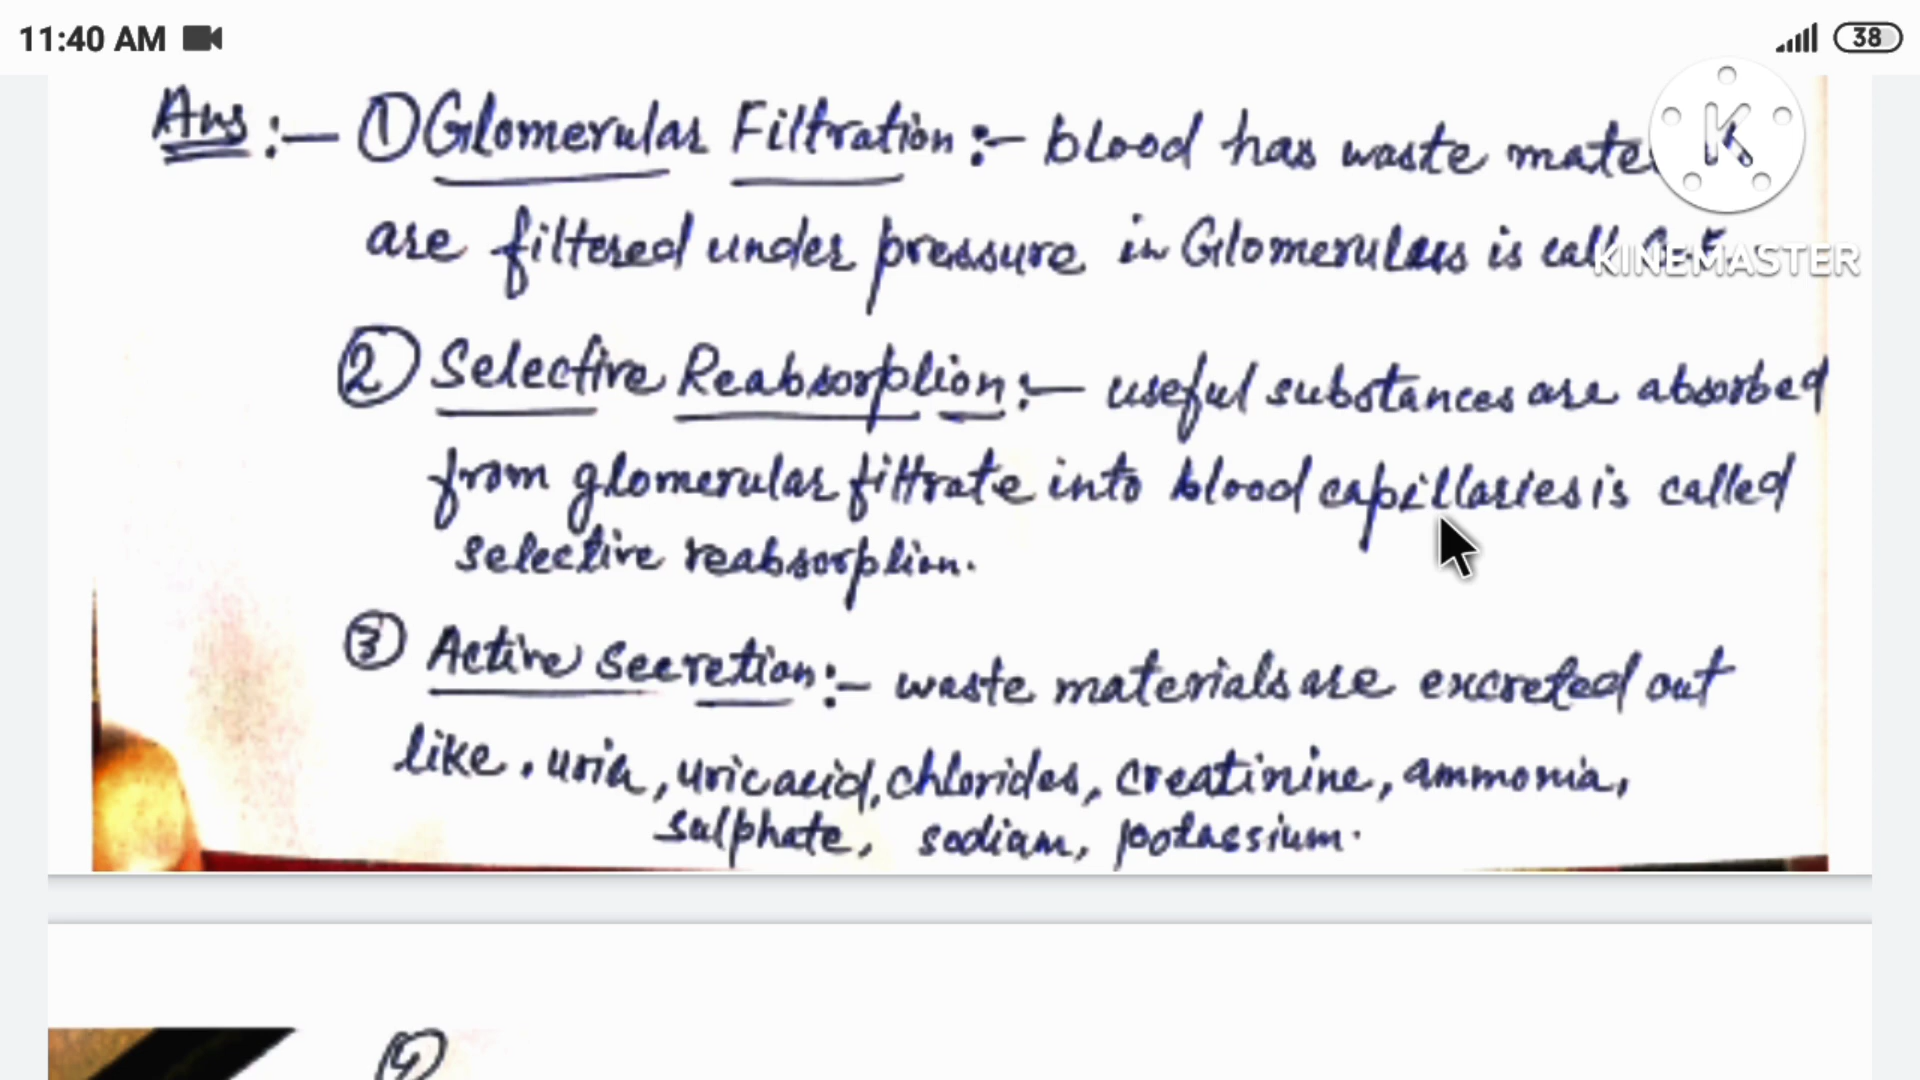 11:40 AM
38
Ans :- ① Glomerular Filtration :- blood has waste
are filtered under pressure in Glomerulus is call G.F.
KINEMASTER
② Selective Reabsorption :- useful substances are absorbed
from glomerular filtrate into blood capillaries is called
selective reabsorption.
③ Active Secretion :- waste materials are excreted out
like, uria, uric acid, chlorides, creatinine, ammonia,
sulphate, sodium, potassium.
④